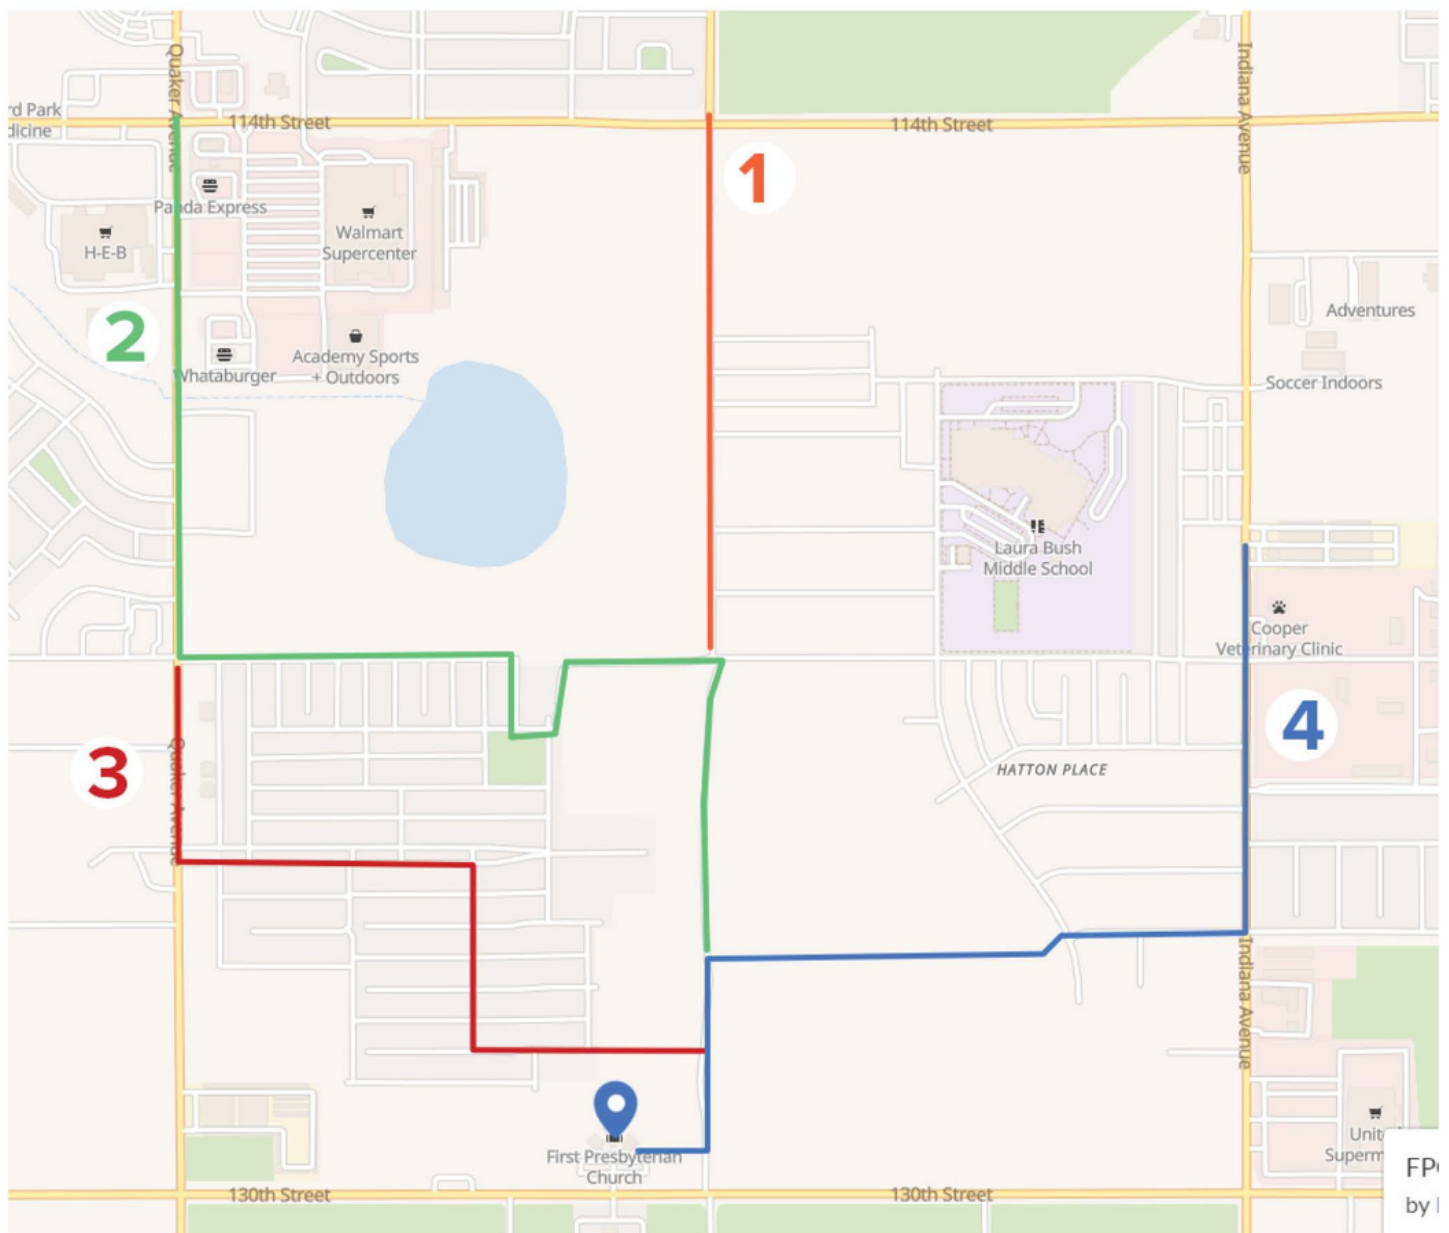 Quaker Avenue
Indiana Avenue
rd Park
dicine
114th Street
114th Street
1
Panda Express
H-E-B
Walmart
Supercenter
2
Adventures
Academy Sports
+ Outdoors
Whataburger
Soccer Indoors
Laura Bush
Middle School
Cooper
Veterinary Clinic
4
3
Quaker Avenue
HATTON PLACE
Indiana Avenue
First Presbyterian
Church
Unite
Superm
130th Street
130th Street
FP
by